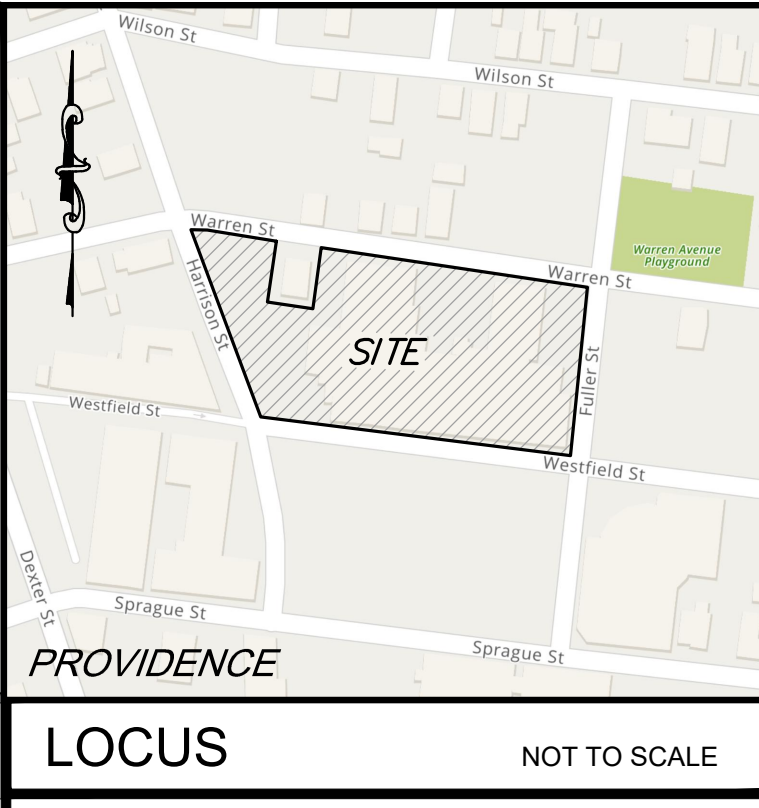 Wilson St
Wilson St
Warren St
Warren Avenue
Playground
Warren St
Harrison St
SITE
Fuller St
Westfield St
Westfield St
Dexter St
Sprague St
Sprague St
PROVIDENCE
LOCUS
NOT TO SCALE